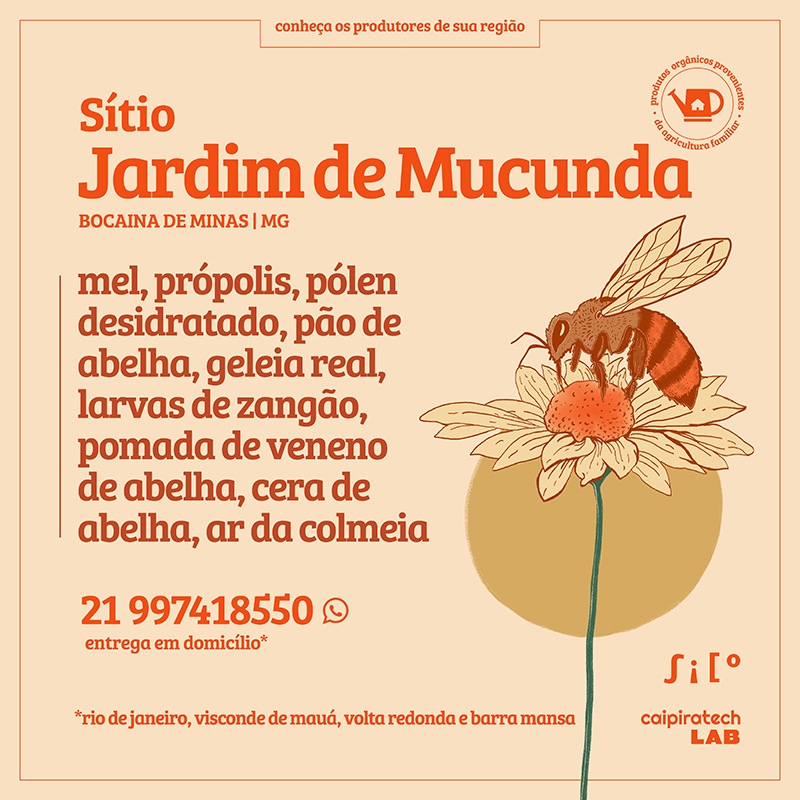 conheça os produtores de sua região
• produtos orgânicos provenientes •
da agricultura familiar
Sítio
Jardim de Mucunda
BOCAINA DE MINAS | MG
mel, própolis, pólen
desidratado, pão de
abelha, geleia real,
larvas de zangão,
pomada de veneno
de abelha, cera de
abelha, ar da colmeia
21 997418550
entrega em domicílio*
*rio de janeiro, visconde de mauá, volta redonda e barra mansa
caipiratech
LAB